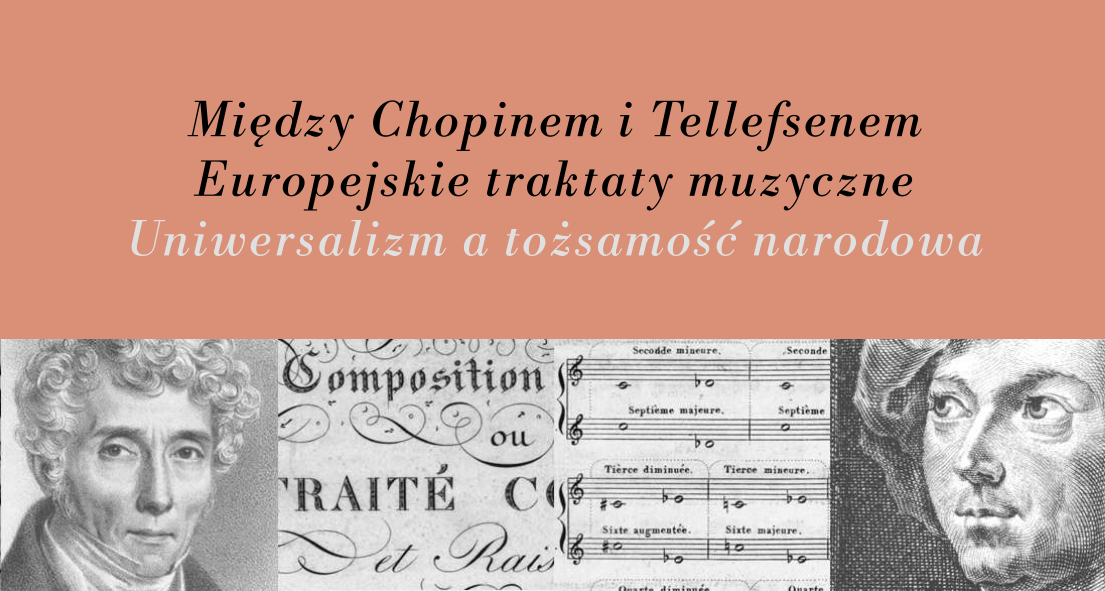 Między Chopinem i Tellefsenem
Europejskie traktaty muzyczne
Uniwersalizm a tożsamość narodowa
Composition
ou
TRAITÉ
et Rais
Seconde mineure. Seconde
Septième majeure. Septième
Tièrce diminuée. Tierce mineure.
Sixte augmentée. Sixte majeure.
Quarte diminuée. Quarte